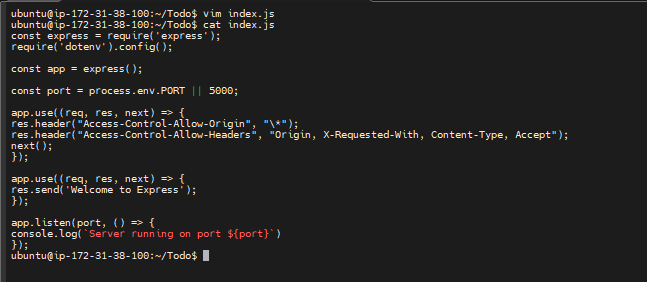 ubuntu@ip-172-31-38-100:~/Todo$ vim index.js
ubuntu@ip-172-31-38-100:~/Todo$ cat index.js
const express = require('express');
require('dotenv').config();
const app = express();
const port = process.env.PORT || 5000;
app.use((req, res, next) => {
res.header("Access-Control-Allow-Origin", "\*");
res.header("Access-Control-Allow-Headers", "Origin, X-Requested-With, Content-Type, Accept");
next();
});
app.use((req, res, next) => {
res.send('Welcome to Express');
});
app.listen(port, () => {
console.log(`Server running on port ${port}`)
});
ubuntu@ip-172-31-38-100:~/Todo$